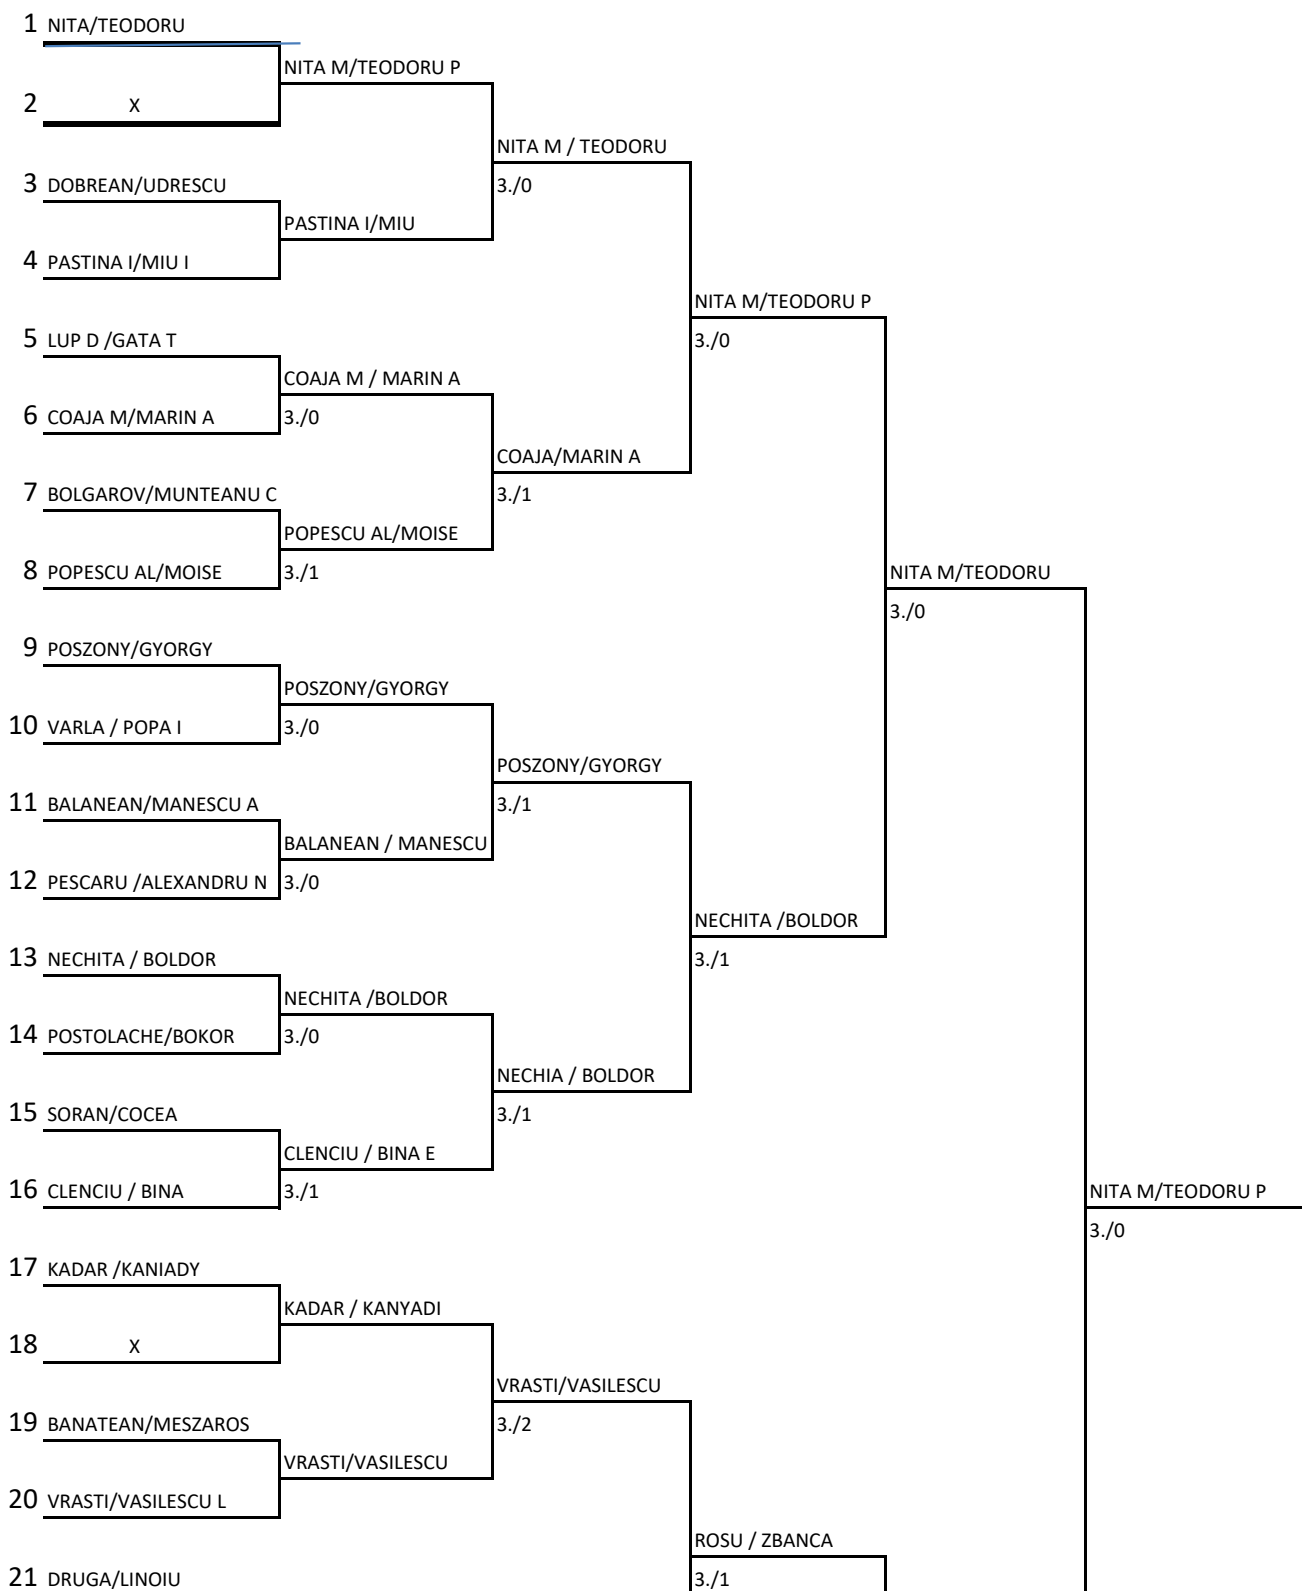 1 NITA/TEODORU
NITA M/TEODORU P
2 X
NITA M / TEODORU
3 DOBREAN/UDRESCU 3./0
PASTINA I/MIU
4 PASTINA I/MIU I
NITA M/TEODORU P
5 LUP D /GATA T 3./0
COAJA M / MARIN A
6 COAJA M/MARIN A 3./0
COAJA/MARIN A
7 BOLGAROV/MUNTEANU C 3./1
POPESCU AL/MOISE
8 POPESCU AL/MOISE 3./1 NITA M/TEODORU
3./0
9 POSZONY/GYORGY
POSZONY/GYORGY
10 VARLA / POPA I 3./0
POSZONY/GYORGY
11 BALANEAN/MANESCU A 3./1
BALANEAN / MANESCU
12 PESCARU /ALEXANDRU N 3./0
NECHITA /BOLDOR
13 NECHITA / BOLDOR 3./1
NECHITA /BOLDOR
14 POSTOLACHE/BOKOR 3./0
NECHIA / BOLDOR
15 SORAN/COCEA 3./1
CLENCIU / BINA E
16 CLENCIU / BINA 3./1 NITA M/TEODORU P
3./0
17 KADAR /KANIADY
KADAR / KANYADI
18 X
VRASTI/VASILESCU
19 BANATEAN/MESZAROS 3./2
VRASTI/VASILESCU
20 VRASTI/VASILESCU L
ROSU / ZBANCA
21 DRUGA/LINOIU 3./1